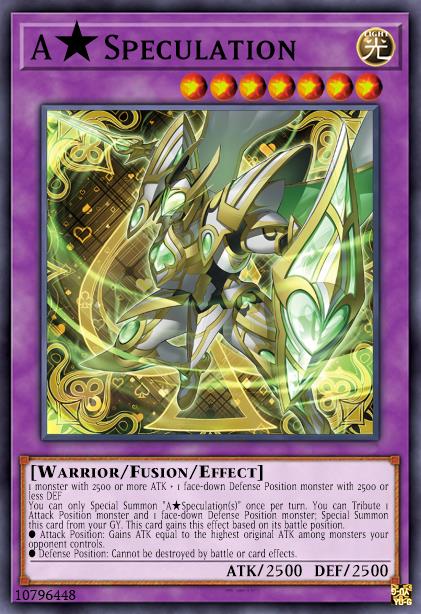 A★Speculation
LIGHT
光
[Warrior/Fusion/Effect]
1 monster with 2500 or more ATK + 1 face-down Defense Position monster with 2500 or
less DEF
You can only Special Summon "A★Speculation(s)" once per turn. You can Tribute 1
Attack Position monster and 1 face-down Defense Position monster; Special Summon
this card from your GY. This card gains this effect based on its battle position.
● Attack Position: Gains ATK equal to the highest original ATK among monsters your
opponent controls.
● Defense Position: Cannot be destroyed by battle or card effects.
ATK/2500 DEF/2500
10796448